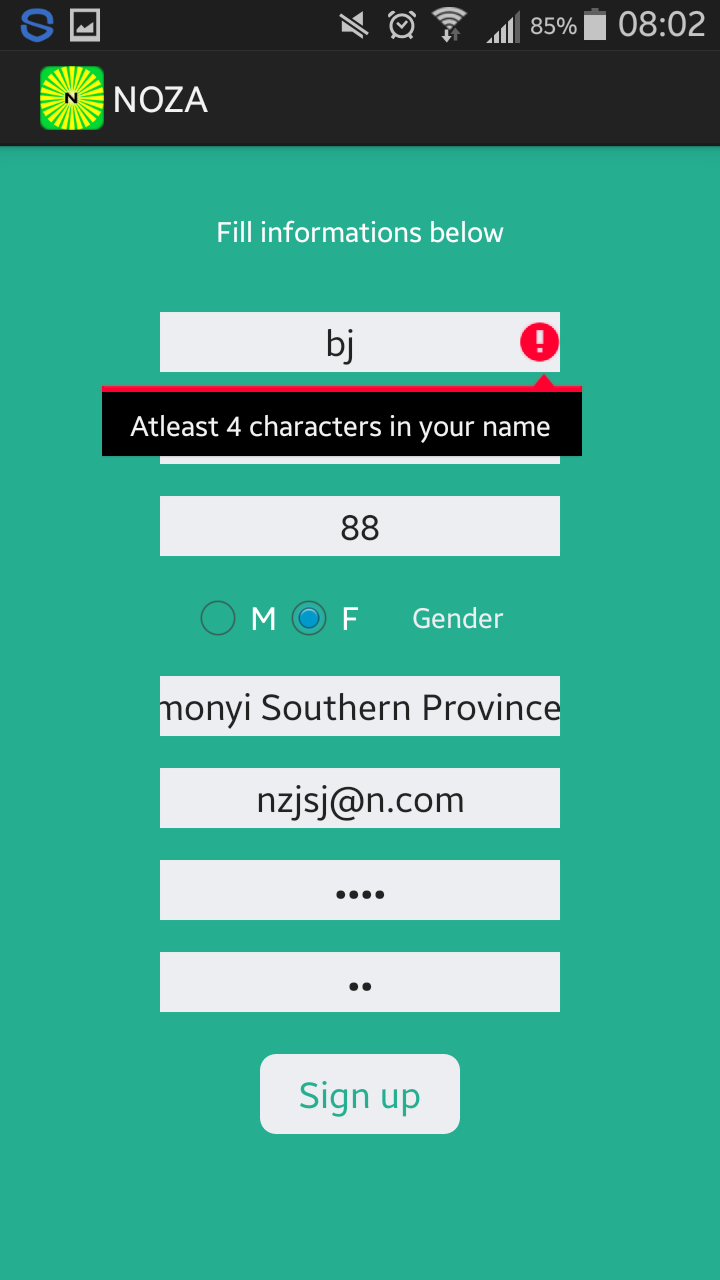 85% 08:02
N NOZA
Fill informations below
bj
Atleast 4 characters in your name
88
M F Gender
monyi Southern Province
nzjsj@n.com
••••
••
Sign up